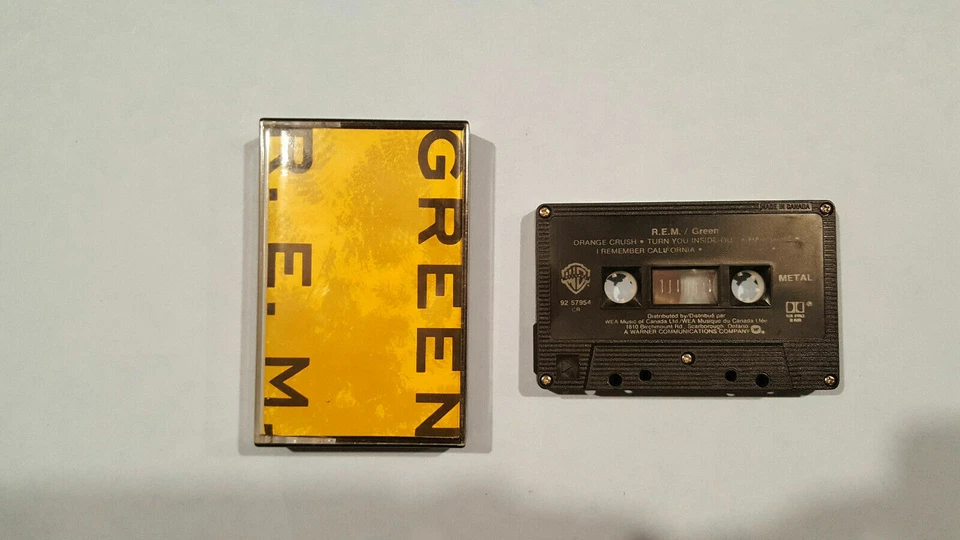 R.E.M.
GREEN
MADE IN CANADA
R.E.M. / Green
ORANGE CRUSH • TURN YOU INSIDE-OU
I REMEMBER CALIFORNIA •
METAL
92 57954
Distributed by/Distribué par
WEA Music of Canada Ltd./WEA Musique du Canada Ltée
1810 Birchmount Rd., Scarborough, Ontario
A WARNER COMMUNICATIONS COMPANY